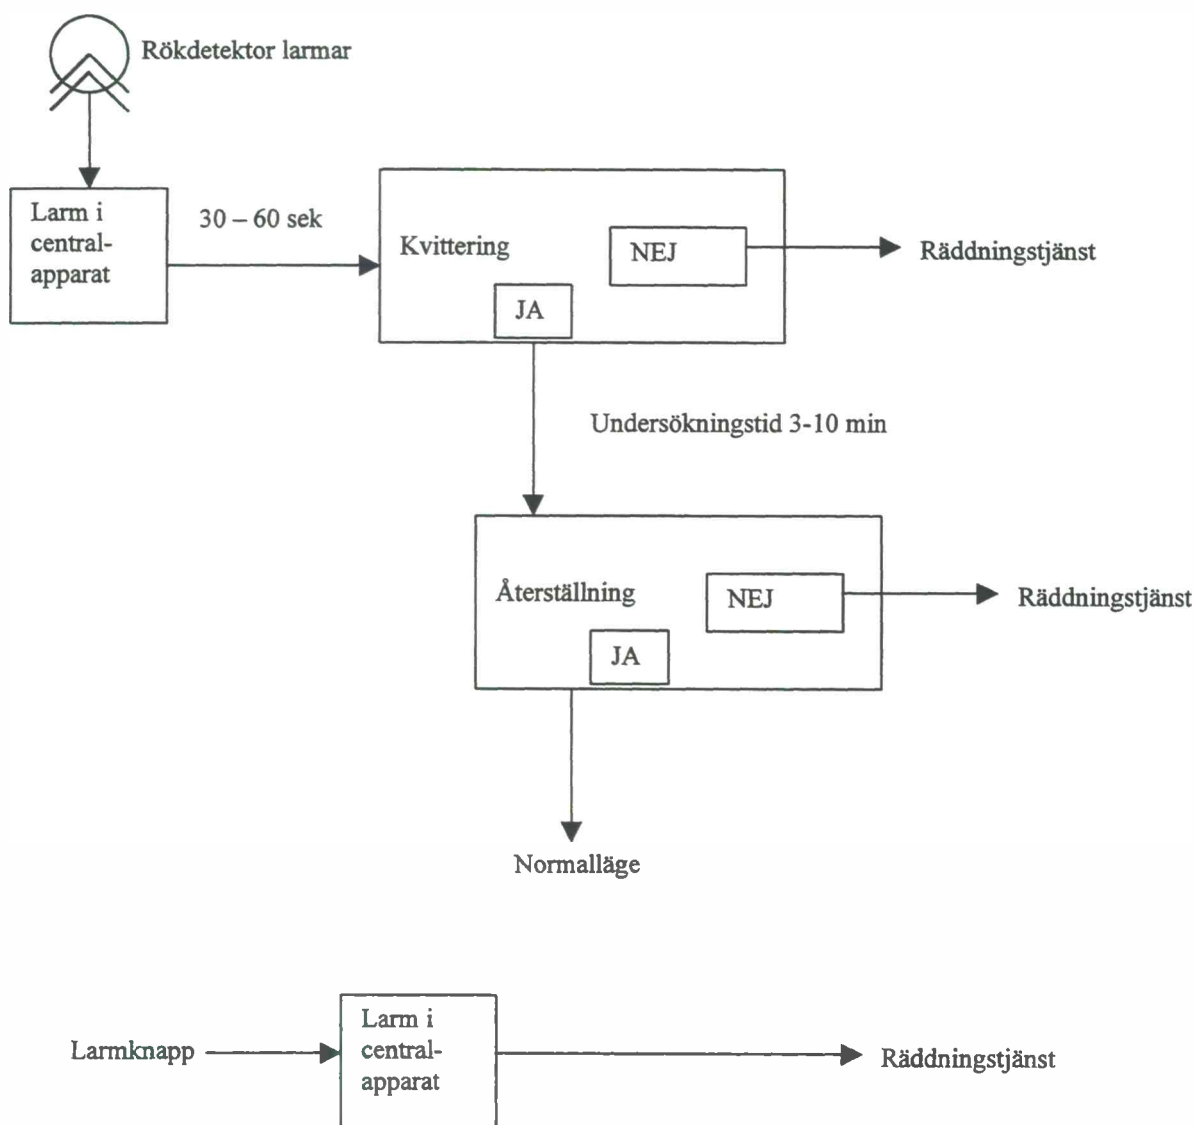 Rökdetektor larmar
Larm i
central-
apparat
30 – 60 sek
Kvittering
NEJ
JA
Räddningstjänst
Undersökningstid 3-10 min
Återställning
NEJ
JA
Räddningstjänst
Normalläge
Larmknapp
Larm i
central-
apparat
Räddningstjänst